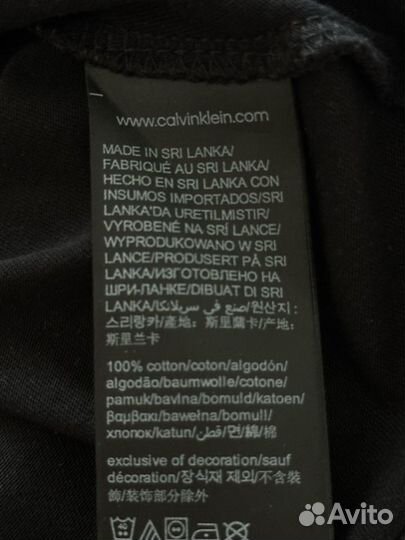 www.calvinklein.com
MADE IN SRI LANKA/
FABRIQUÉ AU SRI LANKA/
HECHO EN SRI LANKA CON
INSUMOS IMPORTADOS/SRI
LANKA'DA URETILMISTIR/
VYROBENÉ NA SRÍ LANCE/
WYPRODUKOWANO W SRI
LANCE/PRODUSERT PÅ SRI
LANKA/ИЗГОТОВЛЕНО НА
ШРИ-ЛАНКЕ/DIBUAT DI SRI
LANKA/صنع في سريلانكا/원산지 :
스리랑카/產地: 斯里蘭卡/产地:
斯里兰卡
100% cotton/coton/algodón/
algodão/baumwolle/cotone/
pamuk/bavlna/bomuld/katoen/
βαμβακι/bawełna/bomull/
хлопок/katun/قطن/면/綿/棉
exclusive of decoration/sauf
décoration/장식재 제외/不含裝
飾/装饰部分除外
40
Avito